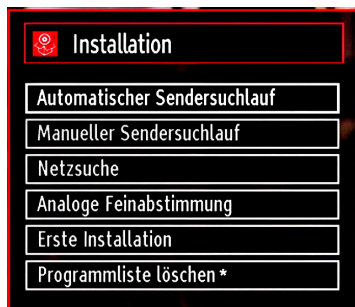 Installation
Automatischer Sendersuchlauf
Manueller Sendersuchlauf
Netzsuche
Analoge Feinabstimmung
Erste Installation
Programmliste löschen *